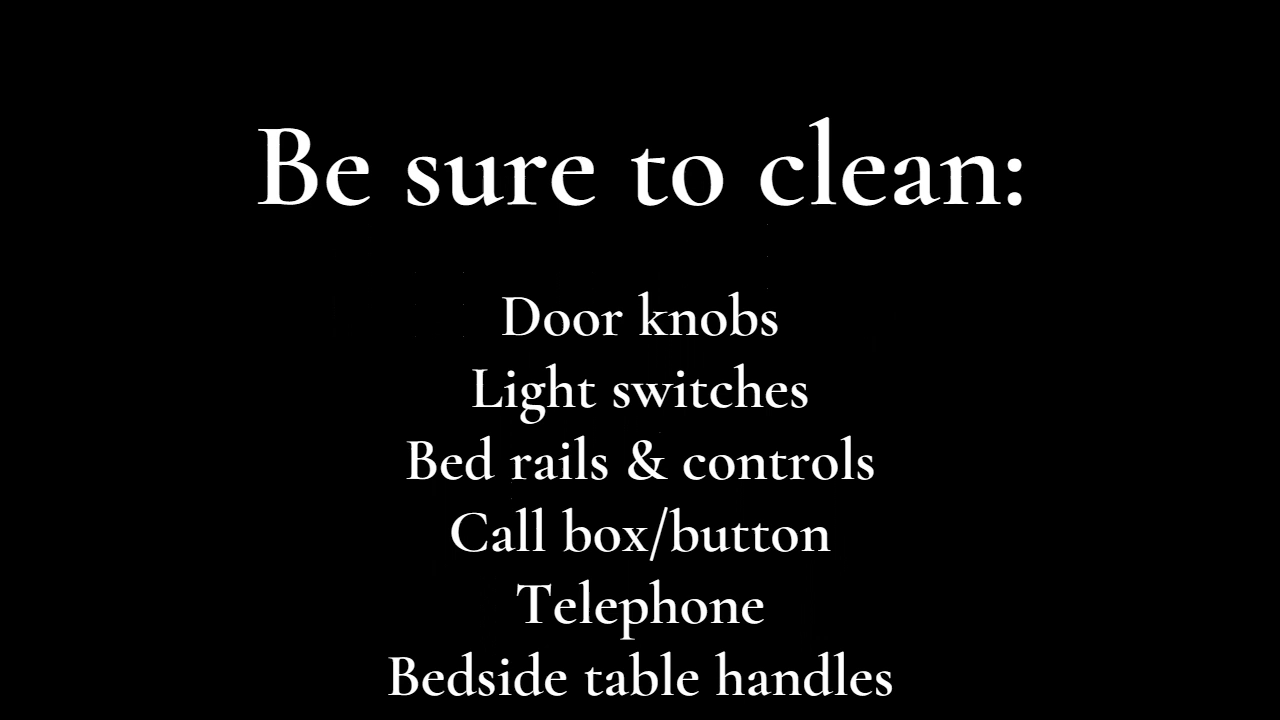 Be sure to clean:
Door knobs
Light switches
Bed rails & controls
Call box/button
Telephone
Bedside table handles